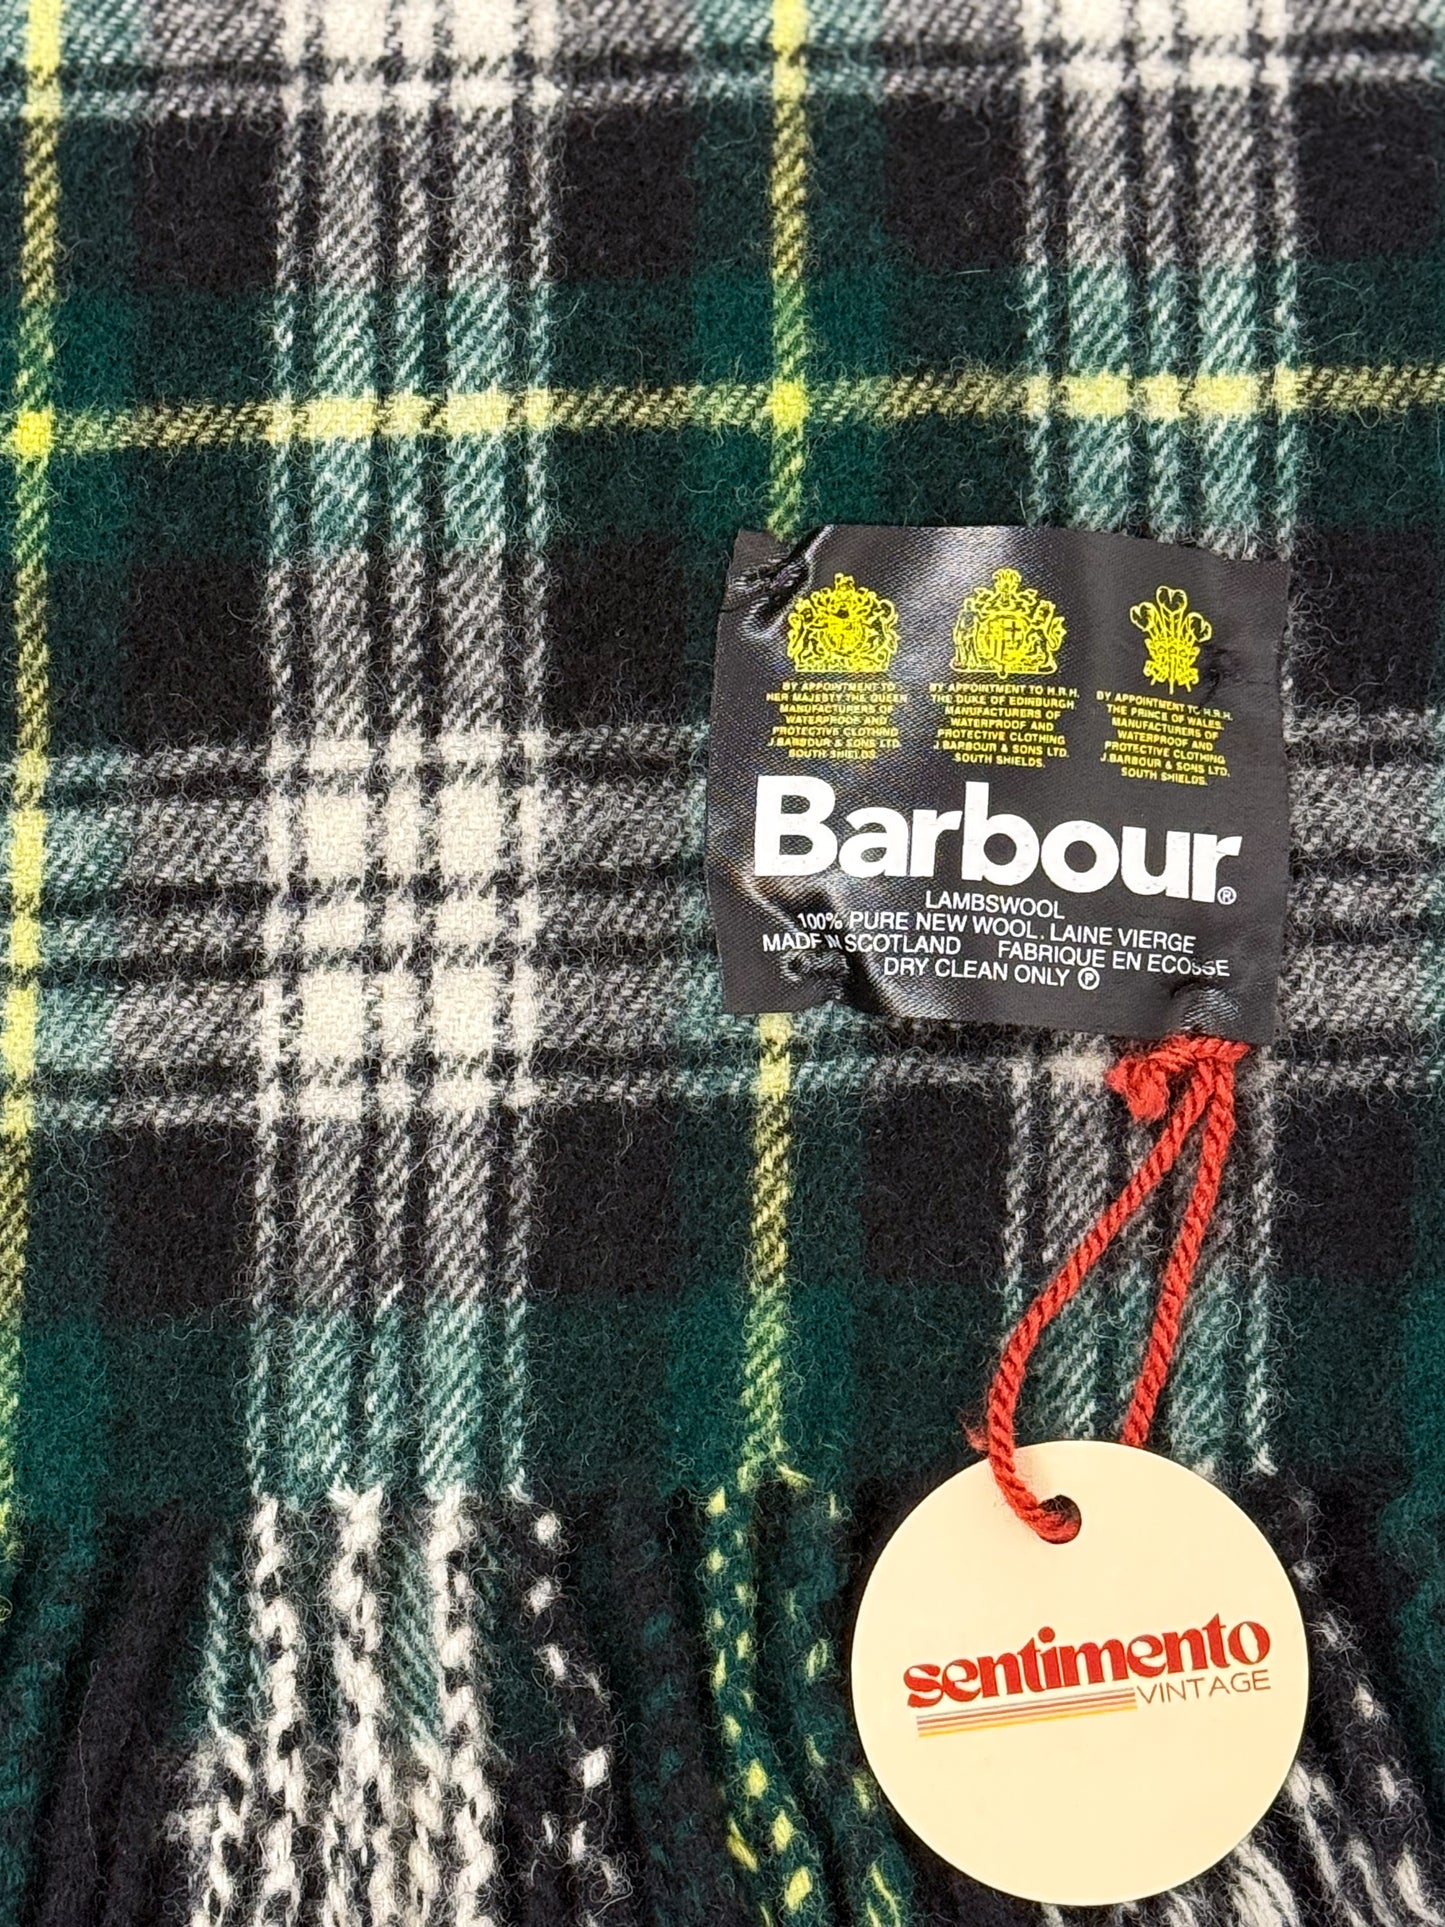 BY APPOINTMENT TO
HER MAJESTY THE QUEEN
MANUFACTURERS OF
WATERPROOF AND
PROTECTIVE CLOTHING
J.BARBOUR & SONS LTD.
SOUTH SHIELDS.
BY APPOINTMENT TO H.R.H.
THE DUKE OF EDINBURGH
MANUFACTURERS OF
WATERPROOF AND
PROTECTIVE CLOTHING
J.BARBOUR & SONS LTD.
SOUTH SHIELDS.
BY APPOINTMENT TO H.R.H.
THE PRINCE OF WALES.
MANUFACTURERS OF
WATERPROOF AND
PROTECTIVE CLOTHING
J.BARBOUR & SONS LTD.
SOUTH SHIELDS.
Barbour®
LAMBSWOOL
100% PURE NEW WOOL. LAINE VIERGE
MADE IN SCOTLAND FABRIQUE EN ECOSSE
DRY CLEAN ONLY Ⓟ
sentimento
VINTAGE